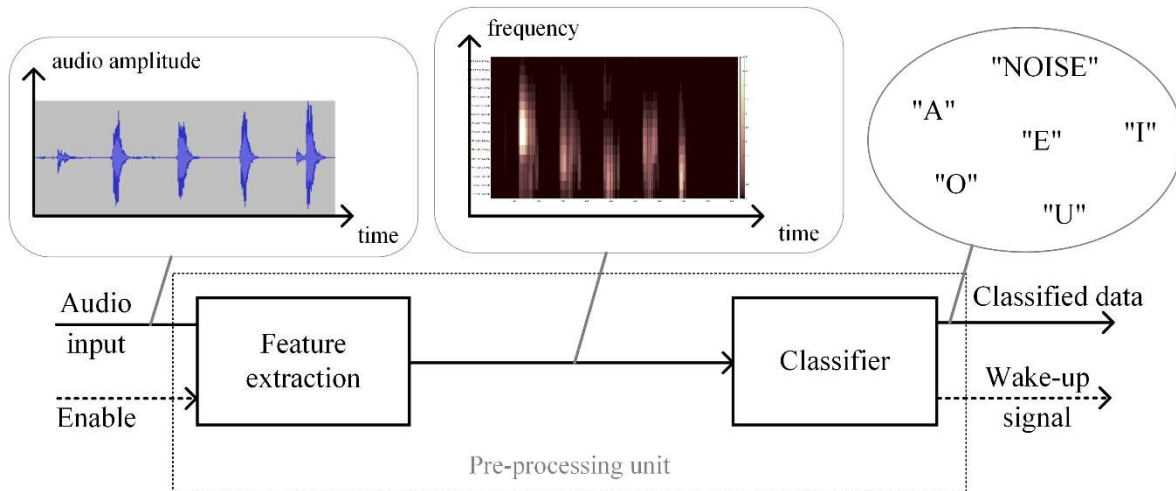 audio amplitude
time
frequency
time
"NOISE"
"A"
"E"
"I"
"O"
"U"
Audio
input
Enable
Feature
extraction
Classifier
Classified data
Wake-up
signal
Pre-processing unit